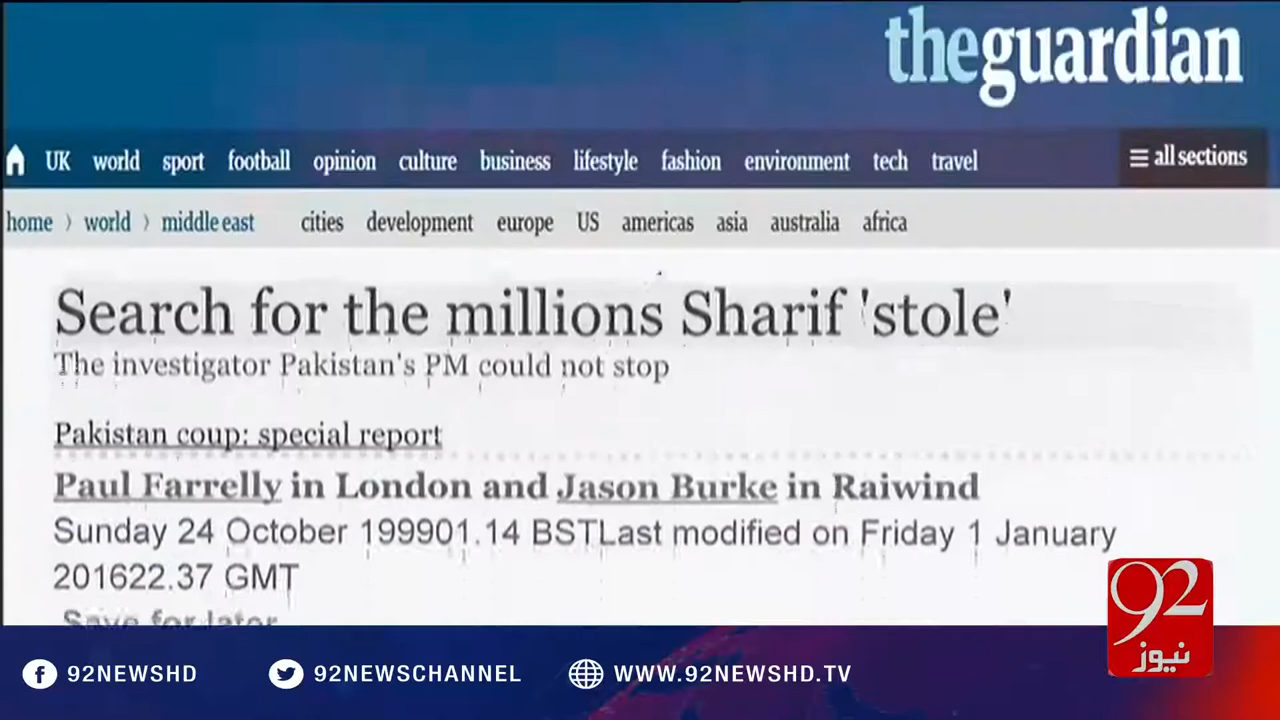 theguardian
UK world sport football opinion culture business lifestyle fashion environment tech travel all sections
home 〉 world 〉 middle east cities development europe US americas asia australia africa
Search for the millions Sharif 'stole'
The investigator Pakistan's PM could not stop
Pakistan coup: special report
Paul Farrelly in London and Jason Burke in Raiwind
Sunday 24 October 199901.14 BSTLast modified on Friday 1 January
201622.37 GMT
Save for later
92
نیوز
92NEWSHD 92NEWSCHANNEL WWW.92NEWSHD.TV